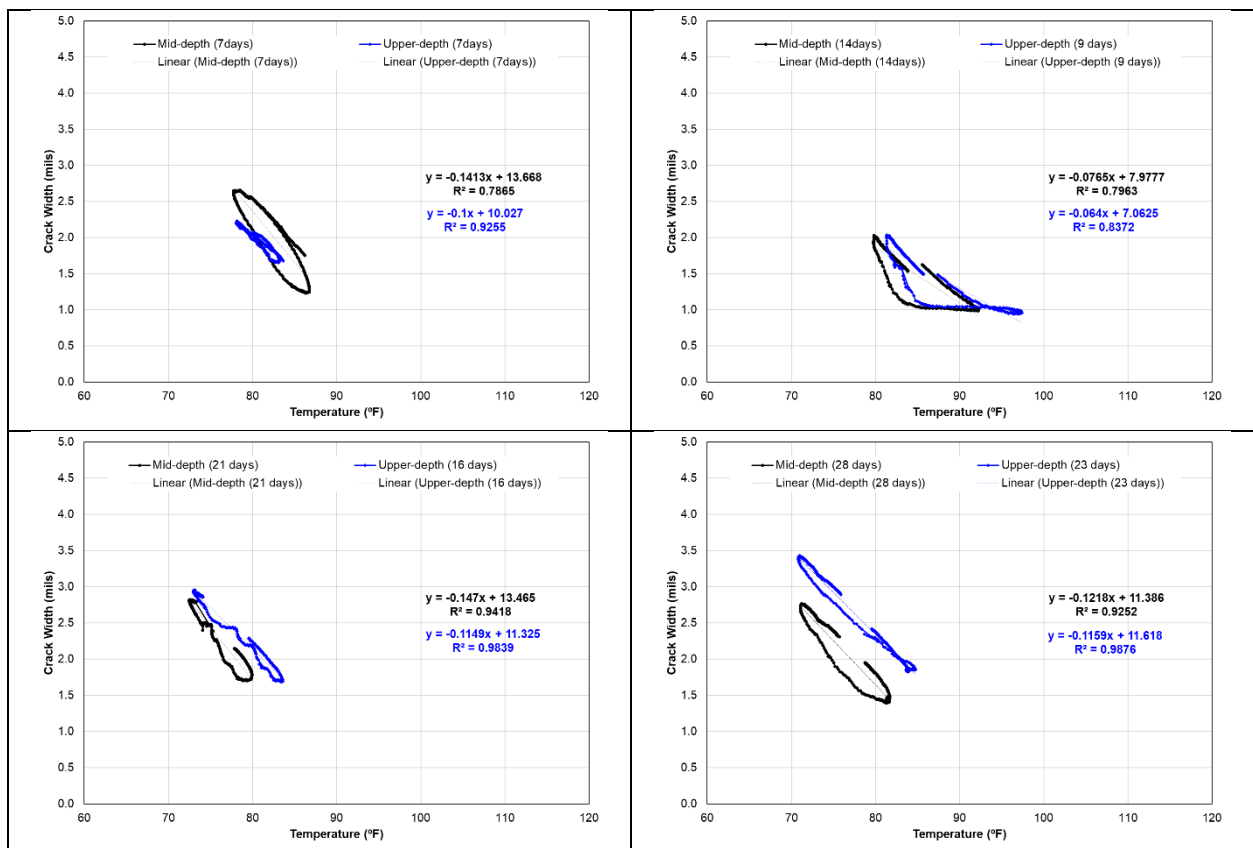 5.0
4.5
4.0
3.5
3.0
2.5
2.0
1.5
1.0
0.5
0.0
Crack Width (mils)
Mid-depth (7days)
Upper-depth (7days)
Linear (Mid-depth (7days))
Linear (Upper-depth (7days))
y = -0.1413x + 13.668
R² = 0.7865
y = -0.1x + 10.027
R² = 0.9255
60 70 80 90 100 110 120
Temperature (ºF)
5.0
4.5
4.0
3.5
3.0
2.5
2.0
1.5
1.0
0.5
0.0
Crack Width (mils)
Mid-depth (14days)
Upper-depth (9 days)
Linear (Mid-depth (14days))
Linear (Upper-depth (9 days))
y = -0.0765x + 7.9777
R² = 0.7963
y = -0.064x + 7.0625
R² = 0.8372
60 70 80 90 100 110 120
Temperature (ºF)
5.0
4.5
4.0
3.5
3.0
2.5
2.0
1.5
1.0
0.5
0.0
Crack Width (mils)
Mid-depth (21 days)
Upper-depth (16 days)
Linear (Mid-depth (21 days))
Linear (Upper-depth (16 days))
y = -0.147x + 13.465
R² = 0.9418
y = -0.1149x + 11.325
R² = 0.9839
60 70 80 90 100 110 120
Temperature (ºF)
5.0
4.5
4.0
3.5
3.0
2.5
2.0
1.5
1.0
0.5
0.0
Crack Width (mils)
Mid-depth (28 days)
Upper-depth (23 days)
Linear (Mid-depth (28 days))
Linear (Upper-depth (23 days))
y = -0.1218x + 11.386
R² = 0.9252
y = -0.1159x + 11.618
R² = 0.9876
60 70 80 90 100 110 120
Temperature (ºF)